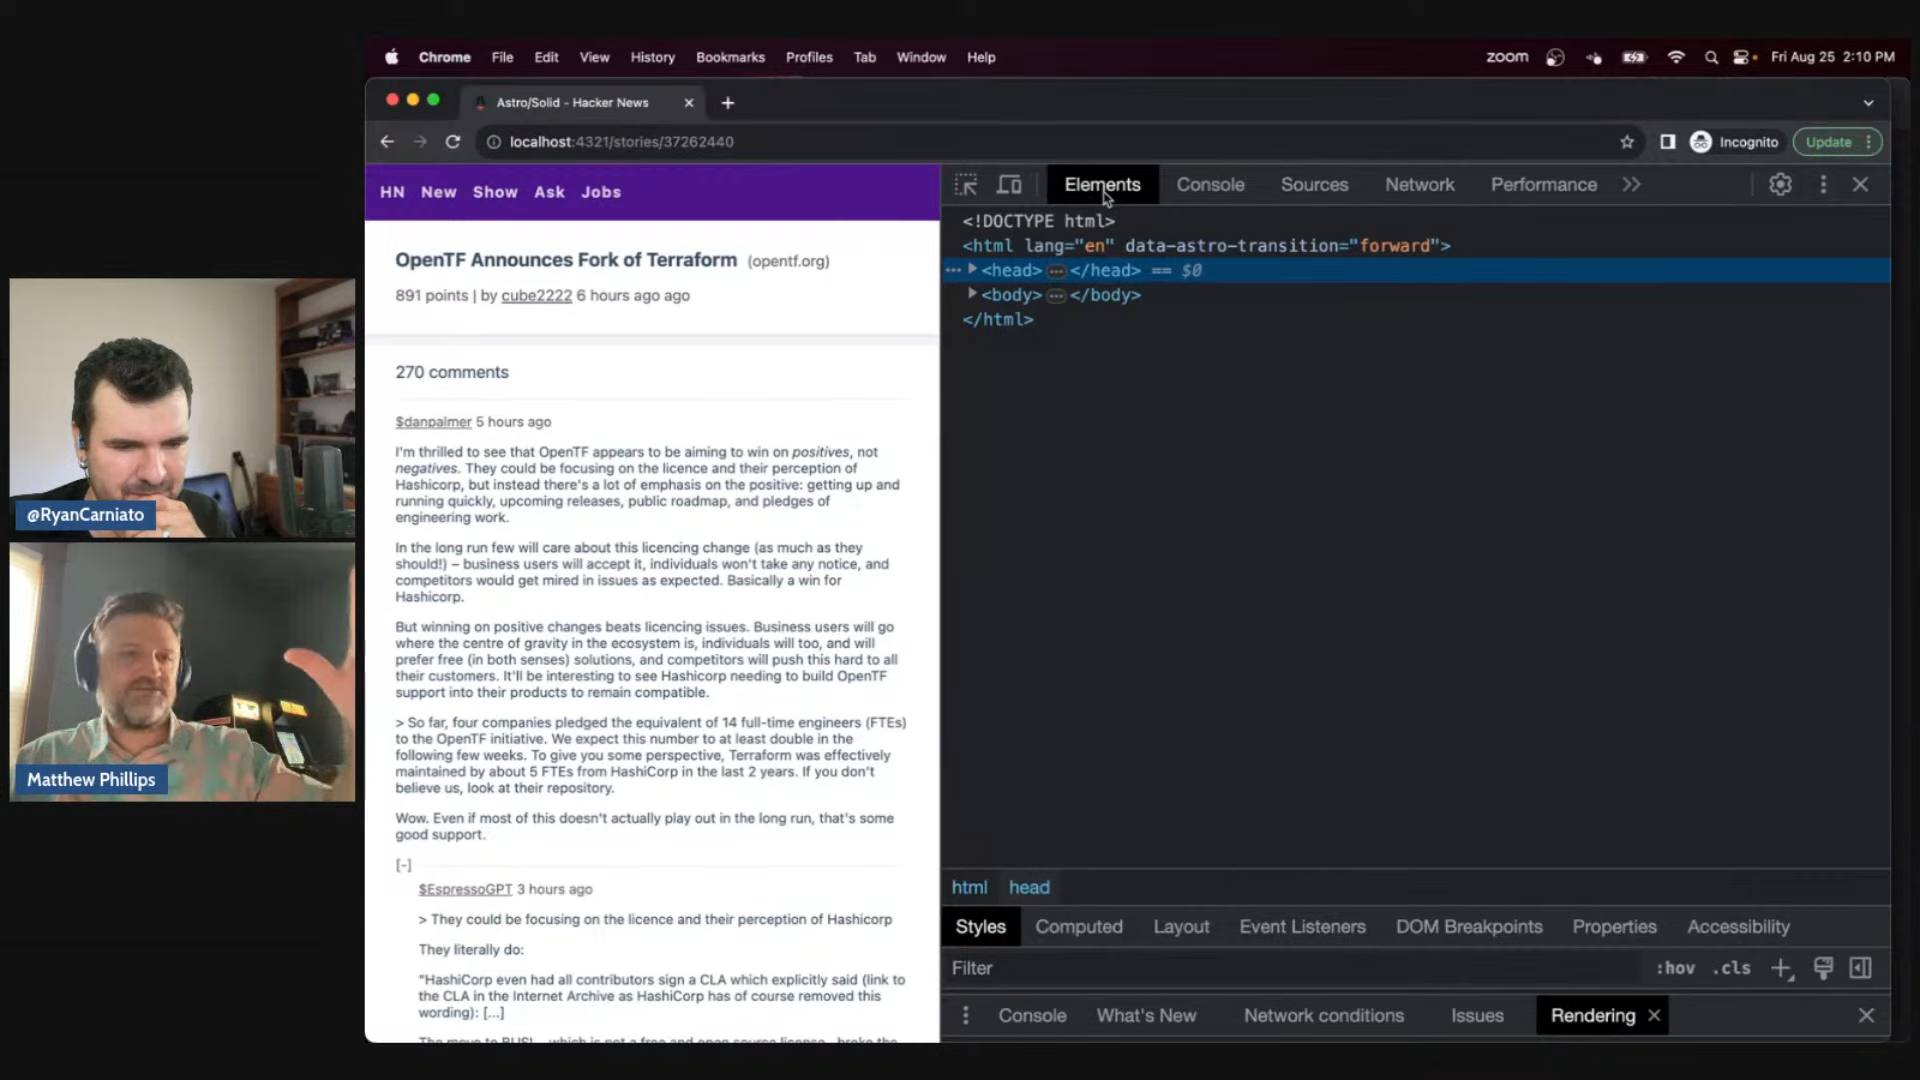 Chrome File Edit View History Bookmarks Profiles Tab Window Help
zoom
Fri Aug 25 2:10 PM
Astro/Solid - Hacker News
localhost:4321/stories/37262440
Incognito
Update
HN New Show Ask Jobs
OpenTF Announces Fork of Terraform (opentf.org)
891 points | by cube2222 6 hours ago ago
270 comments
$danpalmer 5 hours ago
I'm thrilled to see that OpenTF appears to be aiming to win on positives, not
negatives. They could be focusing on the licence and their perception of
Hashicorp, but instead there's a lot of emphasis on the positive: getting up and
running quickly, upcoming releases, public roadmap, and pledges of
engineering work.
In the long run few will care about this licencing change (as much as they
should!) – business users will accept it, individuals won't take any notice, and
competitors would get mired in issues as expected. Basically a win for
Hashicorp.
But winning on positive changes beats licencing issues. Business users will go
where the centre of gravity in the ecosystem is, individuals will too, and will
prefer free (in both senses) solutions, and competitors will push this hard to all
their customers. It'll be interesting to see Hashicorp needing to build OpenTF
support into their products to remain compatible.
> So far, four companies pledged the equivalent of 14 full-time engineers (FTEs)
to the OpenTF initiative. We expect this number to at least double in the
following few weeks. To give you some perspective, Terraform was effectively
maintained by about 5 FTEs from HashiCorp in the last 2 years. If you don't
believe us, look at their repository.
Wow. Even if most of this doesn't actually play out in the long run, that's some
good support.
[-]
$EspressoGPT 3 hours ago
> They could be focusing on the licence and their perception of Hashicorp
They literally do:
"HashiCorp even had all contributors sign a CLA which explicitly said (link to
the CLA in the Internet Archive as HashiCorp has of course removed this
wording): [...]
The move to BUSL
Elements Console Sources Network Performance
<!DOCTYPE html>
<html lang="en" data-astro-transition="forward">
<head> … </head> == $0
<body> … </body>
</html>
html head
Styles Computed Layout Event Listeners DOM Breakpoints Properties Accessibility
Filter
:hov .cls
Console What's New Network conditions Issues Rendering
@RyanCarniato
Matthew Phillips